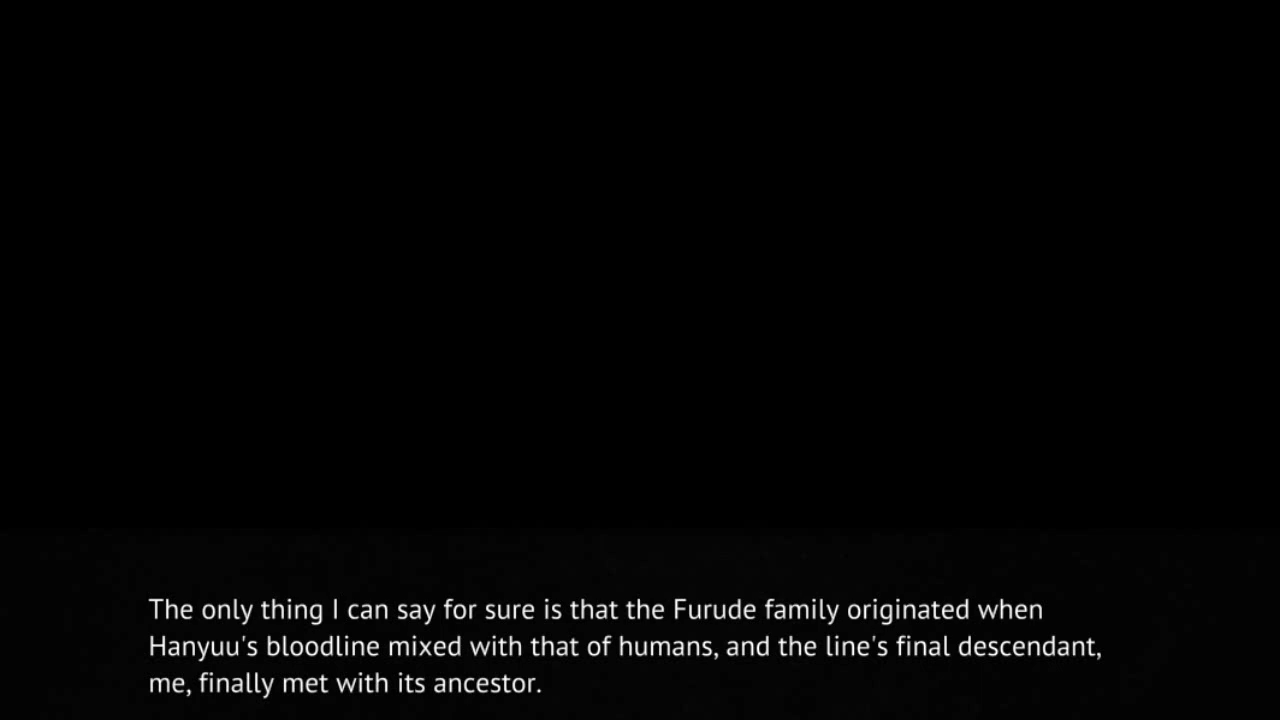 The only thing I can say for sure is that the Furude family originated when
Hanyuu's bloodline mixed with that of humans, and the line's final descendant,
me, finally met with its ancestor.